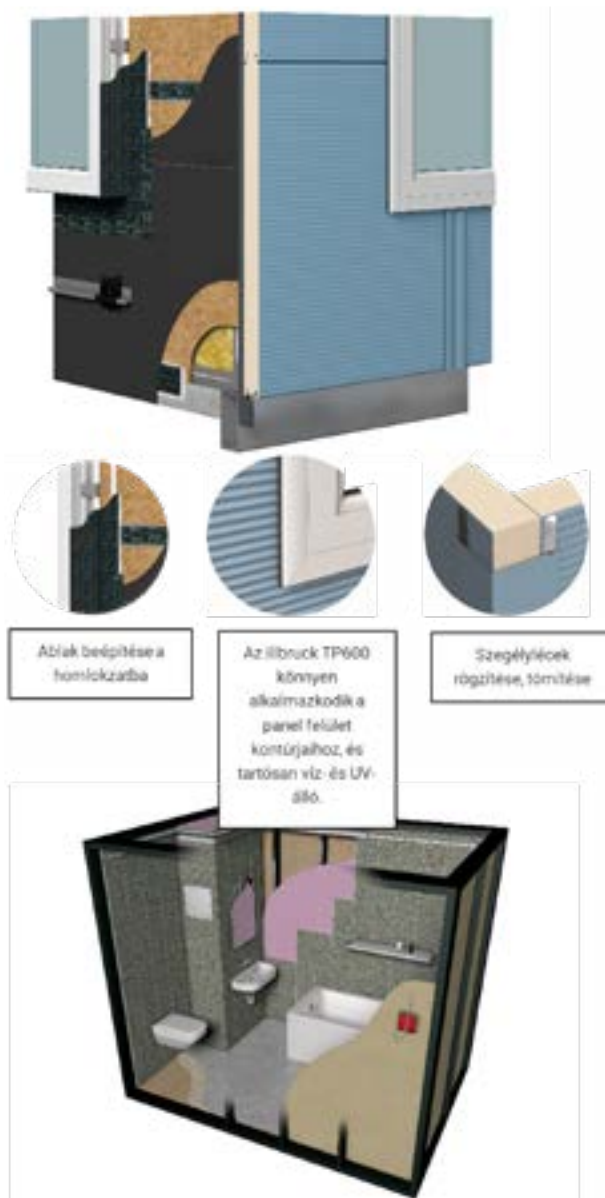 Ablak beépítése a
homlokzatba
Az illbruck TP600
könnyen
alkalmazkodik a
panel felület
kontúrjaihoz, és
tartósan víz- és UV-
álló.
Szegélylécek
rögzítése, tömítése